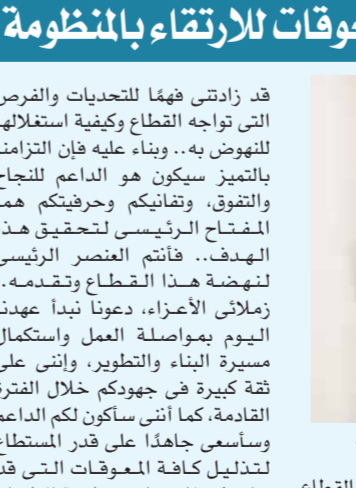 للارتقاء بالمنظومة
قد زادتنى فهمًا للتحديات والفرص
التى تواجه القطاع وكيفية استغلالها
للنهوض به.. وبناء عليه فإن التزامنا
بالتميز سيكون هو الداعم للنجاح
والتفوق، وتفانيكم وحرفيتكم هما
المفتاح الرئيسى لتحقيق هذا
الهدف.. فأنتم العنصر الرئيسى
لنهضة هذا القطاع وتقدمه..
زملائى الأعزاء، دعونا نبدأ عهدنا
اليوم بمواصلة العمل واستكمال
مسيرة البناء والتطوير، وإننى على
ثقة كبيرة فى جهودكم خلال الفترة
القادمة، كما أننى سأكون لكم الداعم
وسأسعى جاهدًا على قدر المستطاع
لتذليل كافة المعوقات التى قد
القطاع